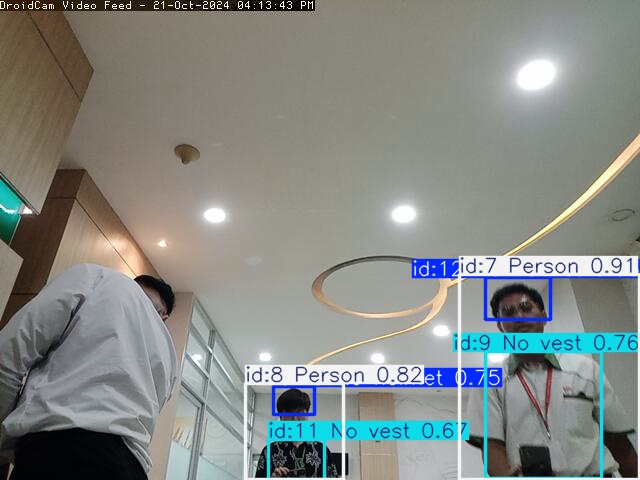 DroidCam Video Feed - 21-Oct-2024 04:13:43 PM
id:12
id:7 Person 0.91
id:9 No vest 0.76
id:8 Person 0.82
et 0.75
id:11 No vest 0.67